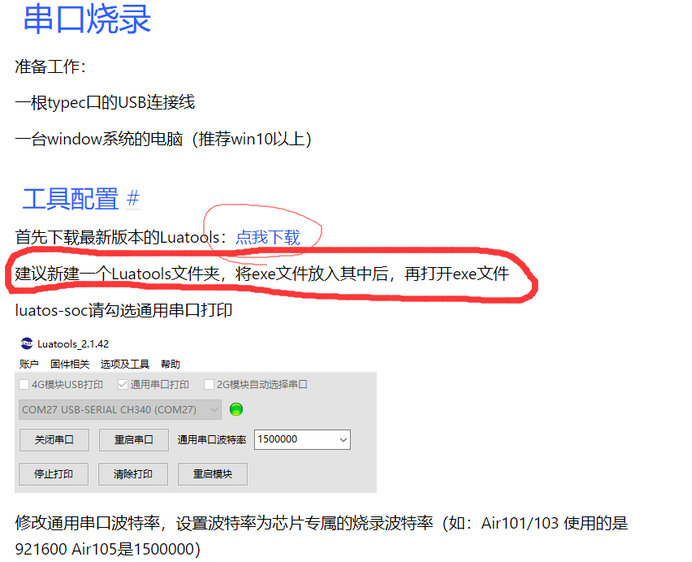 串口烧录
准备工作：
一根typec口的USB连接线
一台window系统的电脑（推荐win10以上）
工具配置 #
首先下载最新版本的Luatools：点我下载
建议新建一个Luatools文件夹，将exe文件放入其中后，再打开exe文件
luatos-soc请勾选通用串口打印
Luatools_2.1.42
账户 固件相关 选项及工具 帮助
4G模块USB打印 通用串口打印 2G模块自动选择串口
COM27 USB-SERIAL CH340 (COM27)
关闭串口 重启串口 通用串口波特率 1500000
停止打印 清除打印 重启模块
修改通用串口波特率，设置波特率为芯片专属的烧录波特率（如：Air101/103 使用的是
921600 Air105是1500000）